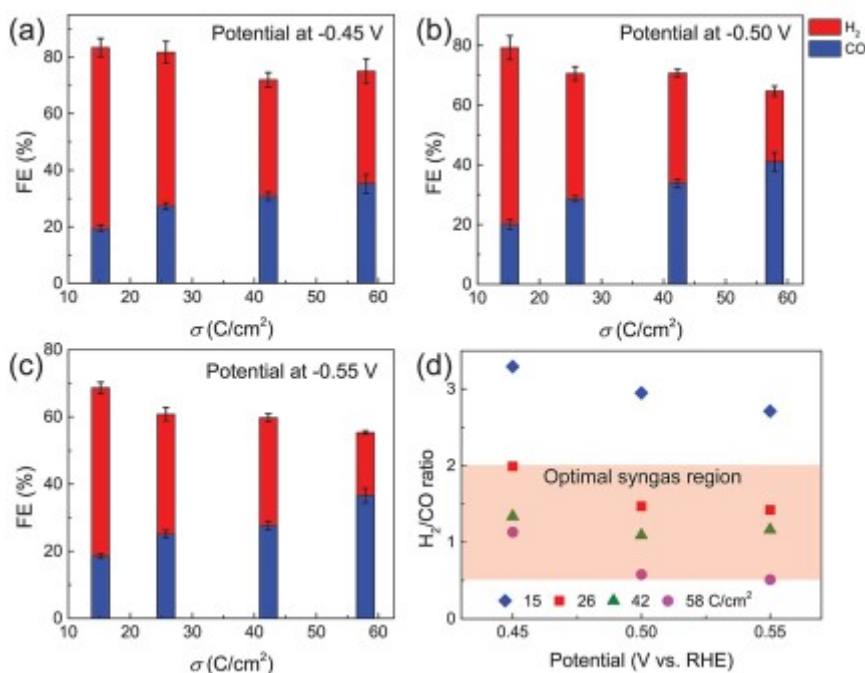 (a)
Potential at -0.45 V
80
60
40
20
0
FE (%)
10 20 30 40 50 60
σ (C/cm²)
(b)
Potential at -0.50 V
80
60
40
20
0
FE (%)
10 20 30 40 50 60
σ (C/cm²)
H₂
CO
(c)
Potential at -0.55 V
80
60
40
20
0
FE (%)
10 20 30 40 50 60
σ (C/cm²)
(d)
3
2
1
0
H₂/CO ratio
Optimal syngas region
15 26 42 58 C/cm²
0.45 0.50 0.55
Potential (V vs. RHE)